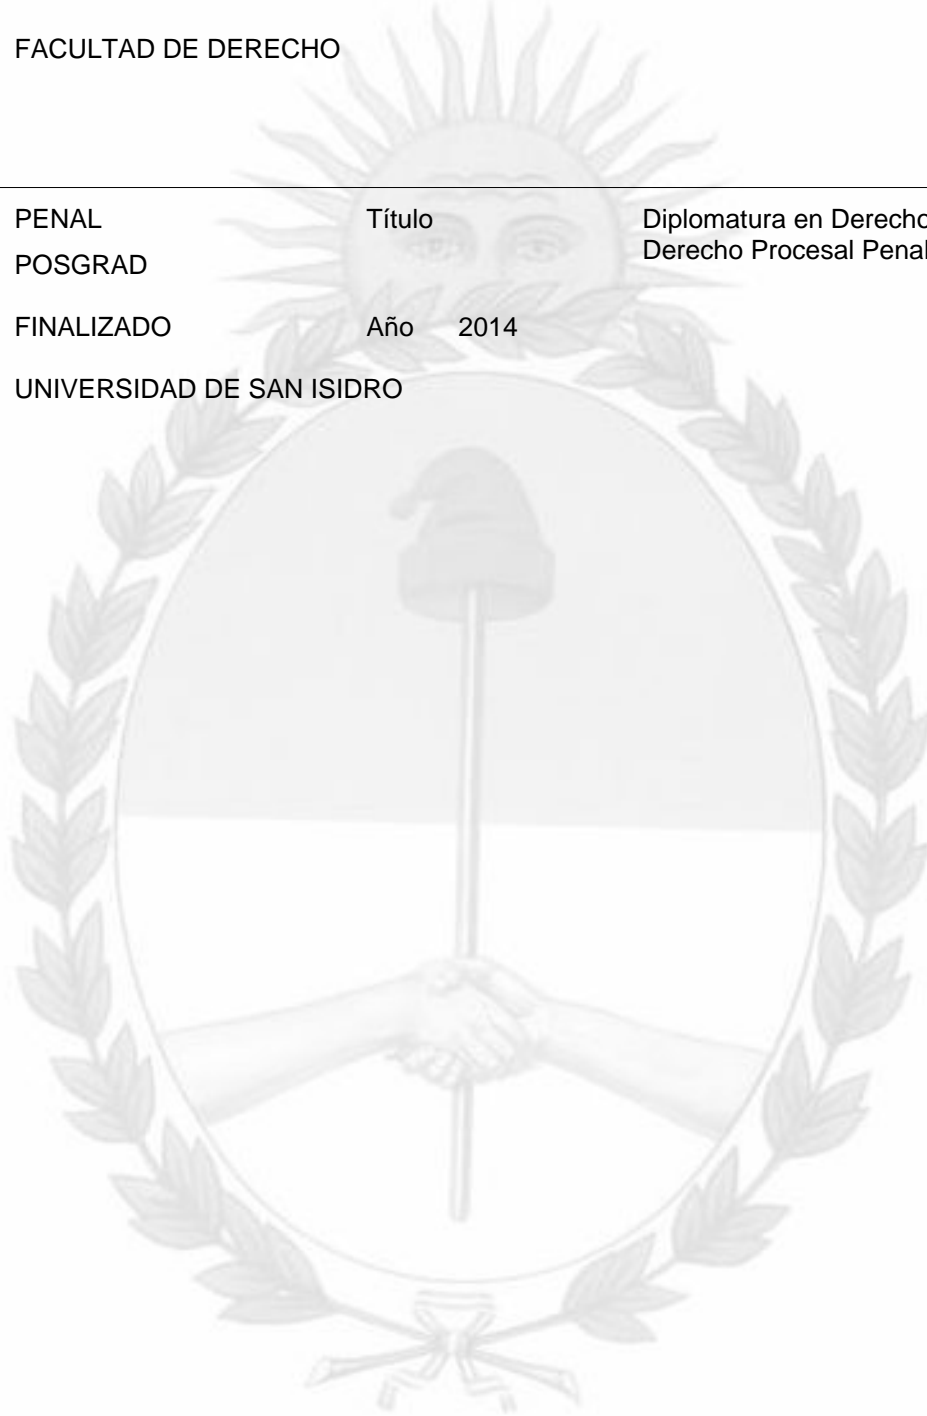 FACULTAD DE DERECHO
PENAL Título Diplomatura en Derecho
POSGRAD Derecho Procesal Penal
FINALIZADO Año 2014
UNIVERSIDAD DE SAN ISIDRO